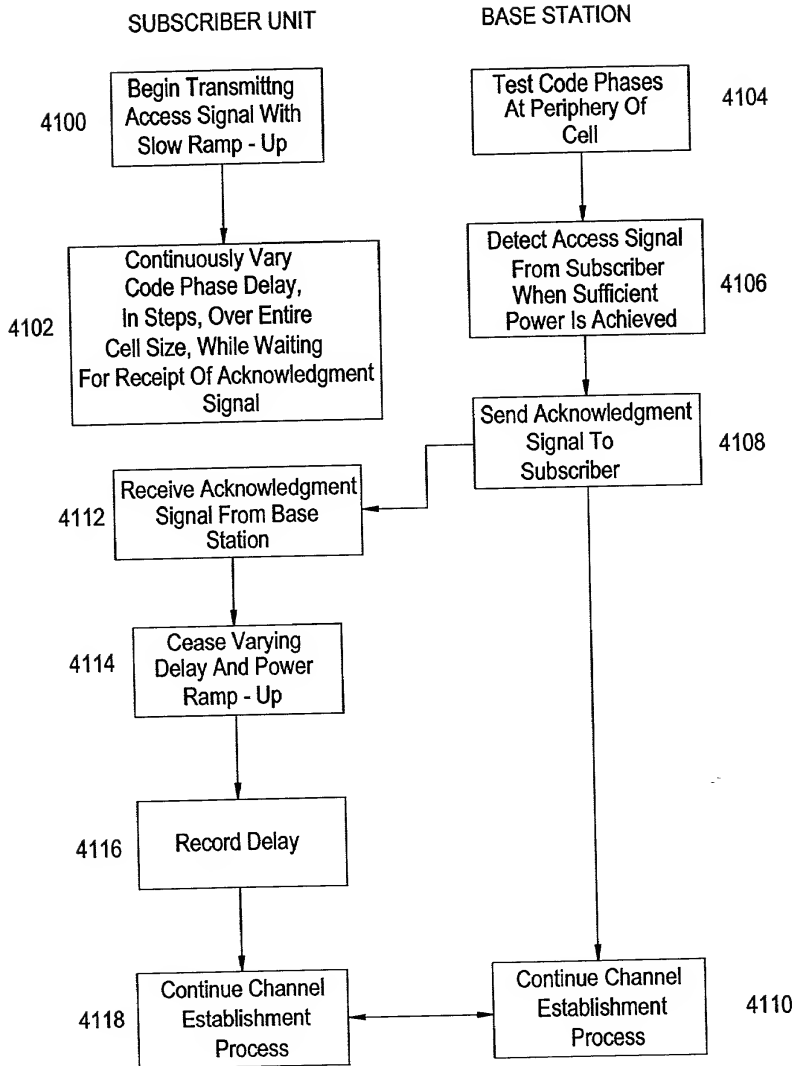 SUBSCRIBER UNIT
BASE STATION
4100
Begin Transmittng
Access Signal With
Slow Ramp - Up
Test Code Phases
At Periphery Of
Cell
4104
4102
Continuously Vary
Code Phase Delay,
In Steps, Over Entire
Cell Size, While Waiting
For Receipt Of Acknowledgment
Signal
Detect Access Signal
From Subscriber
When Sufficient
Power Is Achieved
4106
Send Acknowledgment
Signal To
Subscriber
4108
4112
Receive Acknowledgment
Signal From Base
Station
4114
Cease Varying
Delay And Power
Ramp - Up
4116
Record Delay
4118
Continue Channel
Establishment
Process
Continue Channel
Establishment
Process
4110